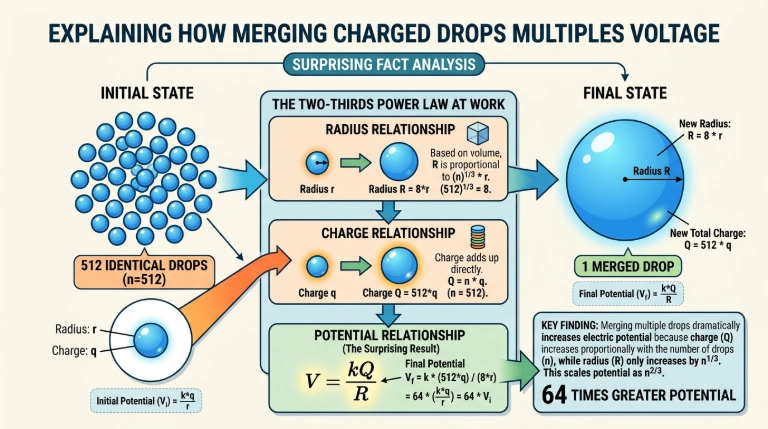 EXPLAINING HOW MERGING CHARGED DROPS MULTIPLES VOLTAGE
SURPRISING FACT ANALYSIS
INITIAL STATE
512 IDENTICAL DROPS
(n=512)
Radius: r
Charge: q
Initial Potential (Vᵢ) = k*q/r
THE TWO-THIRDS POWER LAW AT WORK
RADIUS RELATIONSHIP
Radius r
Radius R = 8*r
Based on volume,
R is proportional
to (n)^1/3 * r.
(512)^1/3 = 8.
CHARGE RELATIONSHIP
Charge q
Charge Q = 512*q
Charge adds up
directly.
Q = n * q.
(n = 512).
POTENTIAL RELATIONSHIP
(The Surprising Result)
V = kQ/R
Final Potential
V_f = k * (512*q) / (8*r)
= 64 * (k*q/r) = 64 * Vᵢ
FINAL STATE
New Radius:
R = 8 * r
Radius R
New Total Charge:
Q = 512 * q
1 MERGED DROP
Final Potential (V_f) = k*Q/R
KEY FINDING: Merging multiple drops dramatically
increases electric potential because charge (Q)
increases proportionally with the number of drops
(n), while radius (R) only increases by n^1/3.
This scales potential as n^2/3.
64 TIMES GREATER POTENTIAL